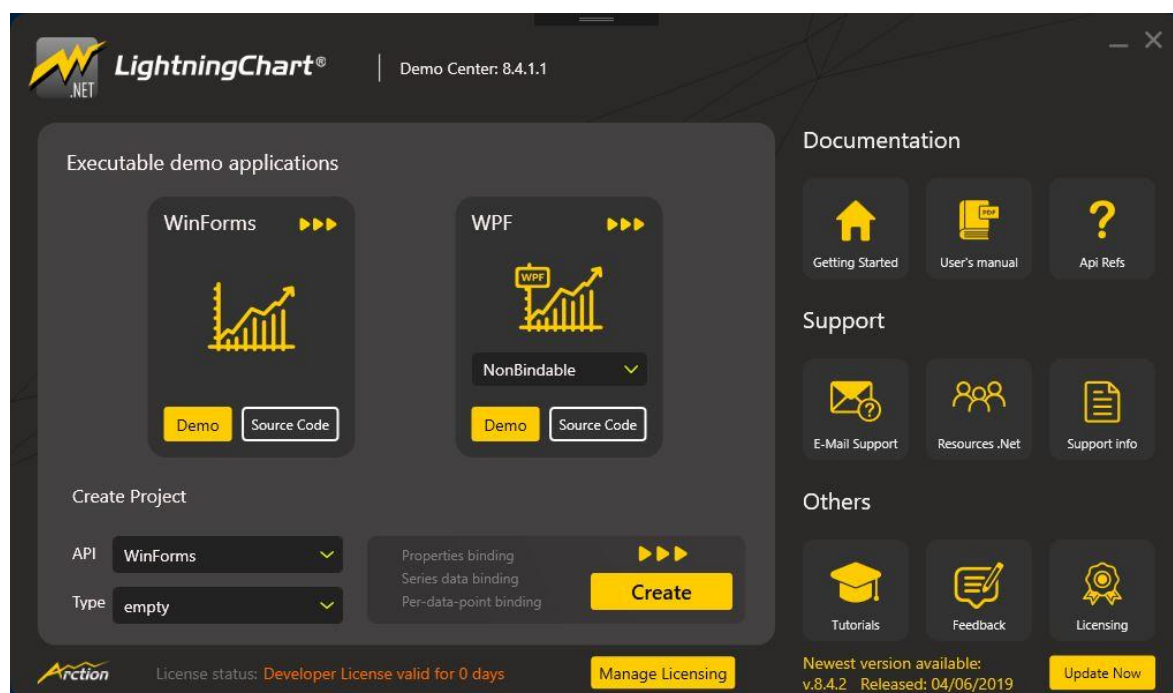 .NET
LightningChart®
Demo Center: 8.4.1.1
Executable demo applications
WinForms
Demo
Source Code
WPF
WPF
NonBindable
Demo
Source Code
Create Project
API
WinForms
Type
empty
Properties binding
Series data binding
Per-data-point binding
Create
Documentation
Getting Started
PDF
User's manual
?
Api Refs
Support
?
E-Mail Support
Resources .Net
Support info
Others
Tutorials
Feedback
Licensing
Arction
License status: Developer License valid for 0 days
Manage Licensing
Newest version available:
v.8.4.2 Released: 04/06/2019
Update Now